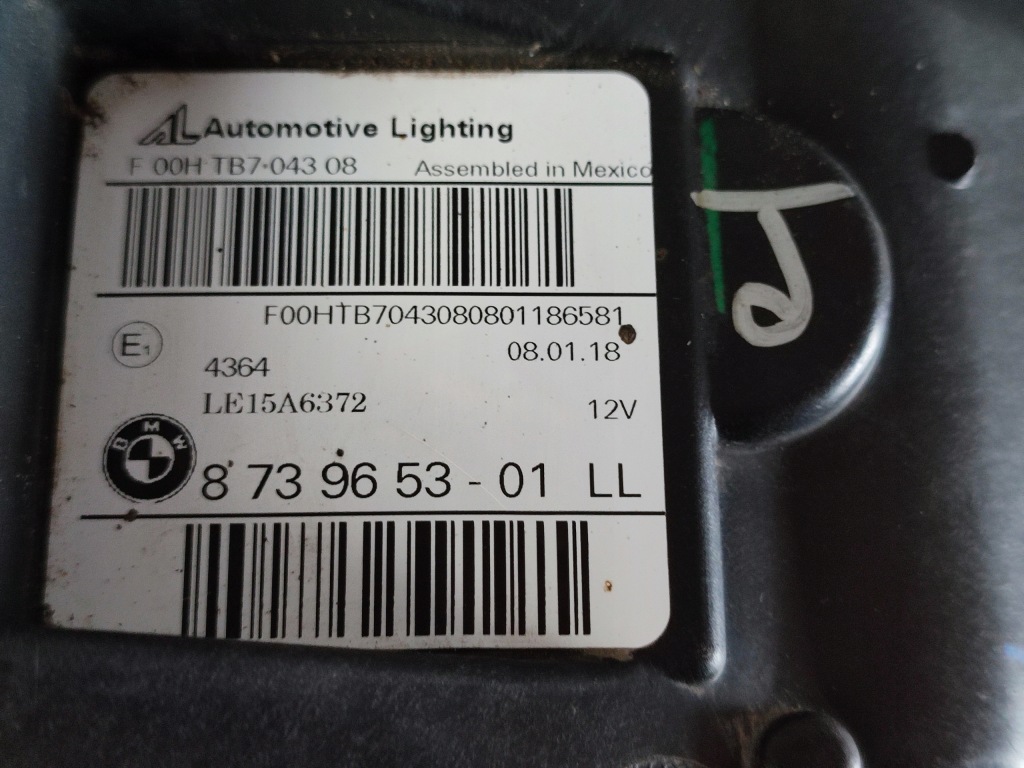 AL Automotive Lighting
F 00H TB7 043 08 Assembled in Mexico
F00HTB7043080801186581
E1
08.01.18
4364
LE15A6372
12V
BMW
8 73 96 53 - 01 LL